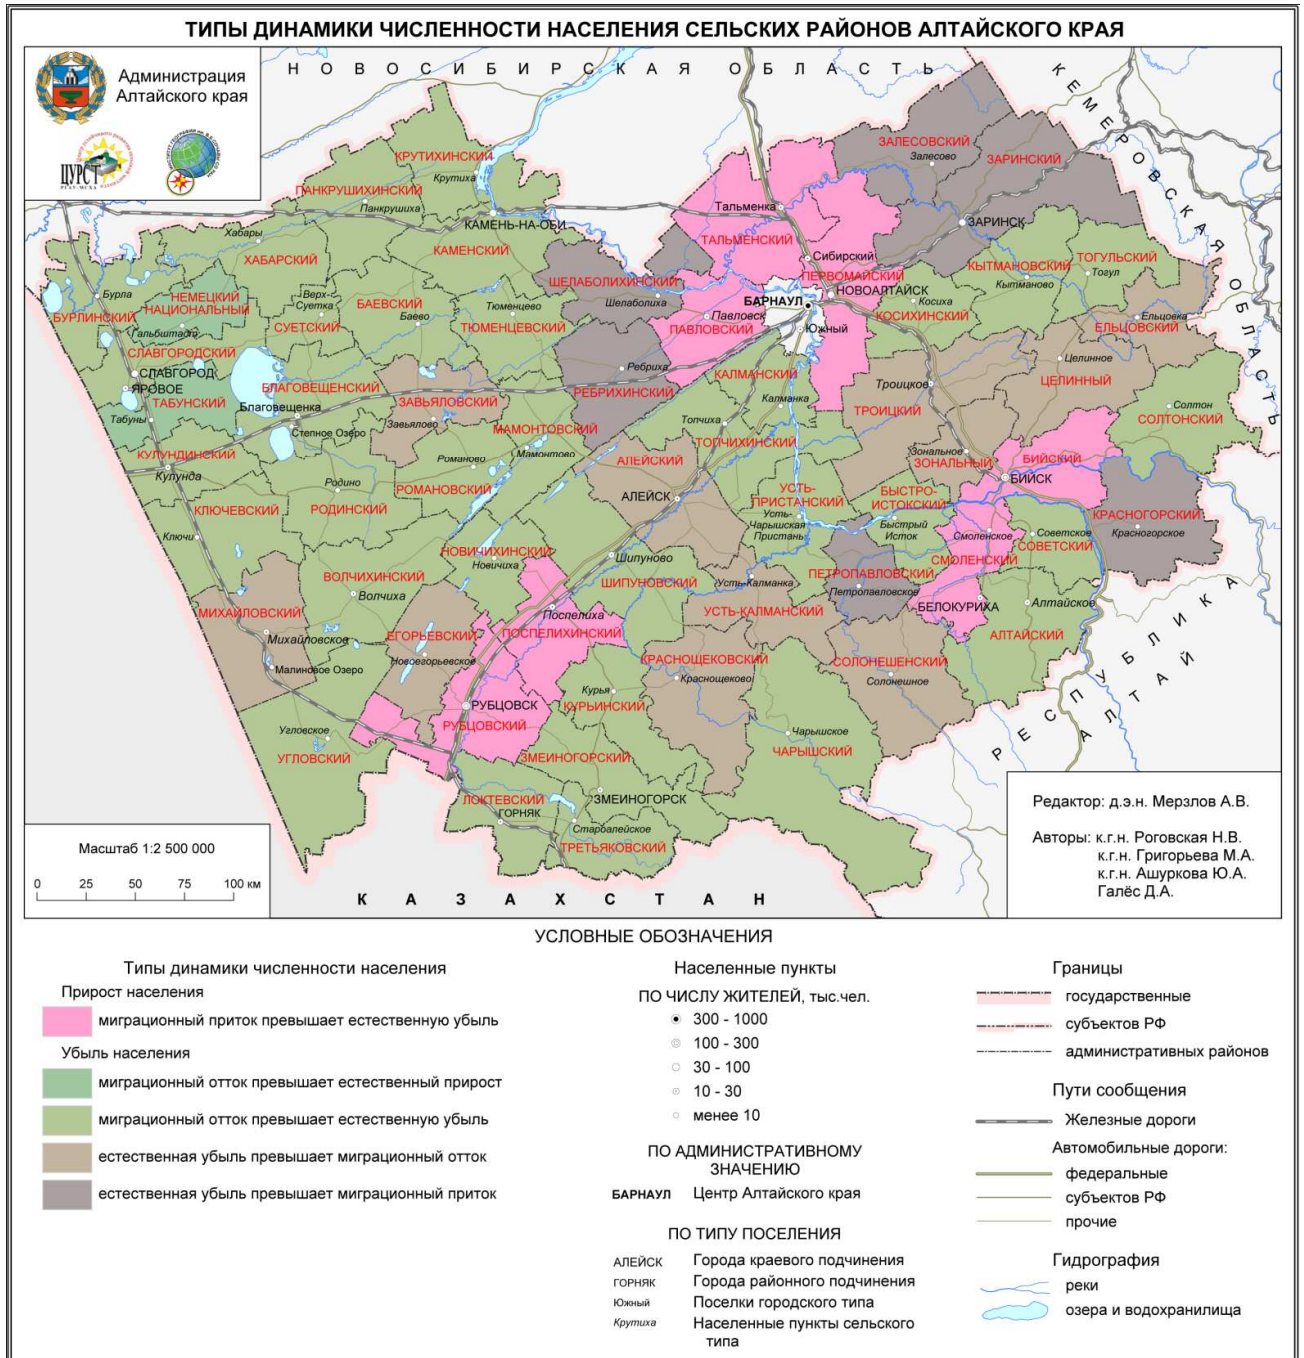 ТИПЫ ДИНАМИКИ ЧИСЛЕННОСТИ НАСЕЛЕНИЯ СЕЛЬСКИХ РАЙОНОВ АЛТАЙСКОГО КРАЯ
Администрация
Алтайского края
ЦУРСТ
РГАУ-МСХА
НОВОСИБИРСКАЯ ОБЛАСТЬ
КЕМЕРОВСКАЯ ОБЛАСТЬ
КРУТИХИНСКИЙ
Крутиха
ПАНКРУШИХИНСКИЙ
Панкрушиха
ЗАЛЕСОВСКИЙ
Залесово
ЗАРИНСКИЙ
Тальменка
КАМЕНЬ-НА-ОБИ
ЗАРИНСК
Хабары
ХАБАРСКИЙ
КАМЕНСКИЙ
ТАЛЬМЕНСКИЙ
Сибирский
ТОГУЛЬСКИЙ
Тогул
КЫТМАНОВСКИЙ
Кытманово
ШЕЛАБОЛИХИНСКИЙ
Шелаболиха
ПЕРВОМАЙСКИЙ
НОВОАЛТАЙСК
Бурла
БУРЛИНСКИЙ
НЕМЕЦКИЙ
НАЦИОНАЛЬНЫЙ
Гальбштадт
Верх-
Суетка
СУЕТСКИЙ
БАЕВСКИЙ
Баево
Тюменцево
ТЮМЕНЦЕВСКИЙ
БАРНАУЛ
Павловск
ПАВЛОВСКИЙ
Южный
Косиха
КОСИХИНСКИЙ
Ельцовка
ЕЛЬЦОВСКИЙ
СЛАВГОРОДСКИЙ
СЛАВГОРОД
ЯРОВОЕ
ТАБУНСКИЙ
Табуны
БЛАГОВЕЩЕНСКИЙ
Благовещенка
Степное Озеро
ЗАВЬЯЛОВСКИЙ
Завьялово
Ребриха
РЕБРИХИНСКИЙ
КАЛМАНСКИЙ
Калманка
Троицкое
ТРОИЦКИЙ
Целинное
ЦЕЛИННЫЙ
Солтон
СОЛТОНСКИЙ
МАМОНТОВСКИЙ
Мамонтово
Топчиха
ТОПЧИХИНСКИЙ
КУЛУНДИНСКИЙ
Кулунда
Романово
РОМАНОВСКИЙ
АЛЕЙСКИЙ
АЛЕЙСК
Зональное
ЗОНАЛЬНЫЙ
БИЙСКИЙ
БИЙСК
Родино
РОДИНСКИЙ
КЛЮЧЕВСКИЙ
Ключи
УСТЬ-
ПРИСТАНСКИЙ
Усть-
Чарышская
Пристань
БЫСТРО-
ИСТОКСКИЙ
Быстрый
Исток
КРАСНОГОРСКИЙ
Красногорское
Смоленское
СМОЛЕНСКИЙ
Советское
СОВЕТСКИЙ
НОВИЧИХИНСКИЙ
Новичиха
Шипуново
ШИПУНОВСКИЙ
ВОЛЧИХИНСКИЙ
Волчиха
ПЕТРОПАВЛОВСКИЙ
Петропавловское
Усть-Калманка
УСТЬ-КАЛМАНСКИЙ
БЕЛОКУРИХА
Алтайское
АЛТАЙСКИЙ
МИХАЙЛОВСКИЙ
Михайловское
Малиновое Озеро
ЕГОРЬЕВСКИЙ
Новоегорьевское
Поспелиха
ПОСПЕЛИХИНСКИЙ
КРАСНОЩЕКОВСКИЙ
Краснощеково
СОЛОНЕШЕНСКИЙ
Солонешное
РЕСПУБЛИКА
АЛТАЙ
РУБЦОВСК
РУБЦОВСКИЙ
Курья
КУРЬИНСКИЙ
Угловское
УГЛОВСКИЙ
Чарышское
ЧАРЫШСКИЙ
ЗМЕИНОГОРСКИЙ
ЗМЕИНОГОРСК
ЛОКТЕВСКИЙ
ГОРНЯК
Староалейское
ТРЕТЬЯКОВСКИЙ
КАЗАХСТАН
Масштаб 1:2 500 000
0 25 50 75 100 км
Редактор: д.э.н. Мерзлов А.В.
Авторы: к.г.н. Роговская Н.В.
к.г.н. Григорьева М.А.
к.г.н. Ашуркова Ю.А.
Галёс Д.А.
УСЛОВНЫЕ ОБОЗНАЧЕНИЯ
Типы динамики численности населения
Прирост населения
миграционный приток превышает естественную убыль
Убыль населения
миграционный отток превышает естественный прирост
миграционный отток превышает естественную убыль
естественная убыль превышает миграционный отток
естественная убыль превышает миграционный приток
Населенные пункты
ПО ЧИСЛУ ЖИТЕЛЕЙ, тыс.чел.
300 - 1000
100 - 300
30 - 100
10 - 30
менее 10
ПО АДМИНИСТРАТИВНОМУ
ЗНАЧЕНИЮ
БАРНАУЛ Центр Алтайского края
ПО ТИПУ ПОСЕЛЕНИЯ
АЛЕЙСК Города краевого подчинения
ГОРНЯК Города районного подчинения
Южный Поселки городского типа
Крутиха Населенные пункты сельского
типа
Границы
государственные
субъектов РФ
административных районов
Пути сообщения
Железные дороги
Автомобильные дороги:
федеральные
субъектов РФ
прочие
Гидрография
реки
озера и водохранилища